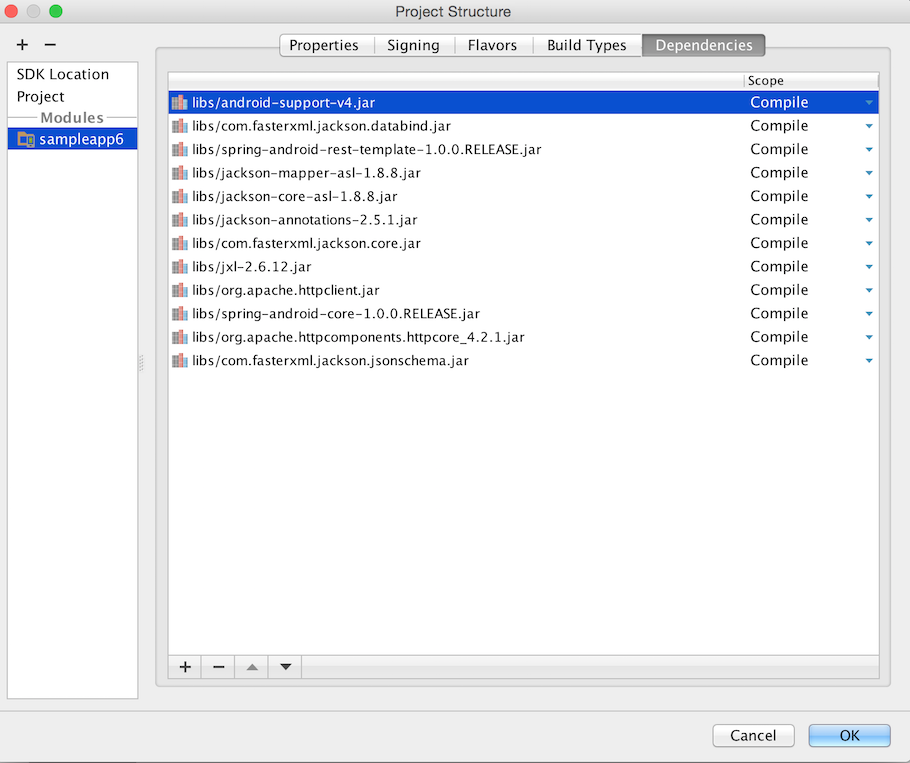 Project Structure
+ −
SDK Location
Project
Modules
sampleapp6
Properties Signing Flavors Build Types Dependencies
Scope
libs/android-support-v4.jar Compile
libs/com.fasterxml.jackson.databind.jar Compile
libs/spring-android-rest-template-1.0.0.RELEASE.jar Compile
libs/jackson-mapper-asl-1.8.8.jar Compile
libs/jackson-core-asl-1.8.8.jar Compile
libs/jackson-annotations-2.5.1.jar Compile
libs/com.fasterxml.jackson.core.jar Compile
libs/jxl-2.6.12.jar Compile
libs/org.apache.httpclient.jar Compile
libs/spring-android-core-1.0.0.RELEASE.jar Compile
libs/org.apache.httpcomponents.httpcore_4.2.1.jar Compile
libs/com.fasterxml.jackson.jsonschema.jar Compile
+ −
Cancel OK